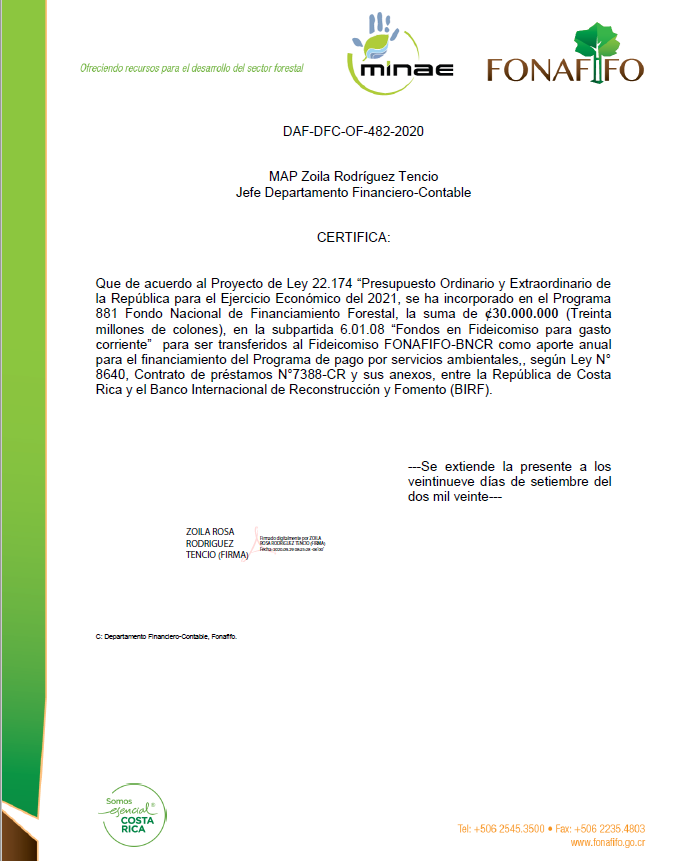 Ofreciendo recursos para el desarrollo del sector forestal
minae
FONAFIFO
DAF-DFC-OF-482-2020
MAP Zoila Rodríguez Tencio
Jefe Departamento Financiero-Contable
CERTIFICA:
Que de acuerdo al Proyecto de Ley 22.174 “Presupuesto Ordinario y Extraordinario de
la República para el Ejercicio Económico del 2021, se ha incorporado en el Programa
881 Fondo Nacional de Financiamiento Forestal, la suma de ¢30.000.000 (Treinta
millones de colones), en la subpartida 6.01.08 “Fondos en Fideicomiso para gasto
corriente” para ser transferidos al Fideicomiso FONAFIFO-BNCR como aporte anual
para el financiamiento del Programa de pago por servicios ambientales,, según Ley N°
8640, Contrato de préstamos N°7388-CR y sus anexos, entre la República de Costa
Rica y el Banco Internacional de Reconstrucción y Fomento (BIRF).
---Se extiende la presente a los
veintinueve días de setiembre del
dos mil veinte---
ZOILA ROSA
RODRIGUEZ
TENCIO (FIRMA)
Firmado digitalmente por ZOILA
ROSA RODRIGUEZ TENCIO (FIRMA)
C: Departamento Financiero-Contable, Fonafifo.
Somos
esencial
COSTA
RICA
Tel: +506 2545.3500 • Fax: +506 2235.4803
www.fonafifo.go.cr